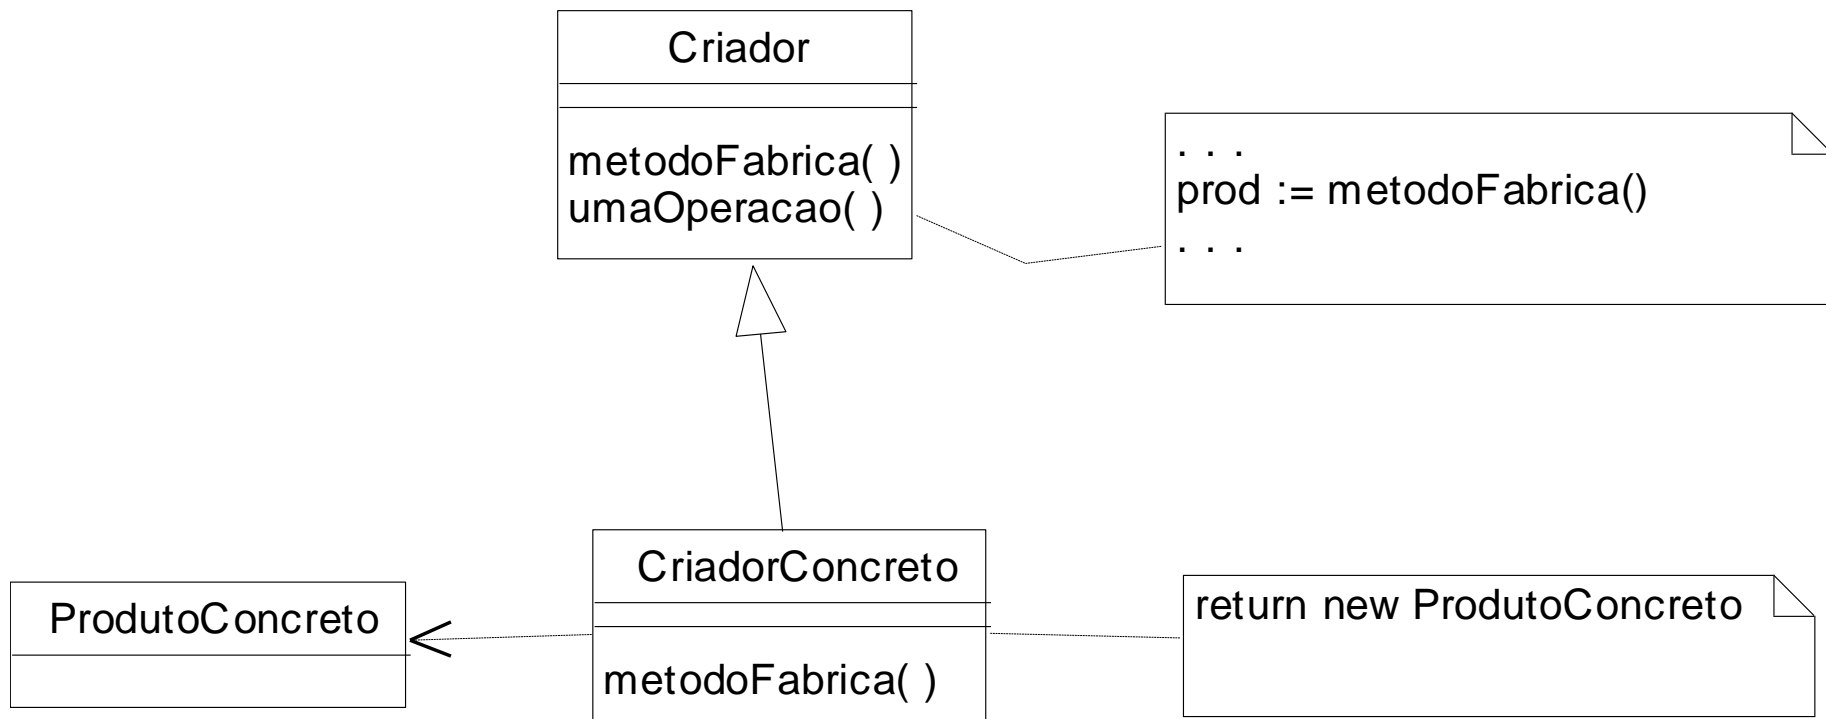 Criador
metodoFabrica( )
umaOperacao( )
. . .
prod := metodoFabrica()
. . .
ProdutoConcreto
CriadorConcreto
metodoFabrica( )
return new ProdutoConcreto